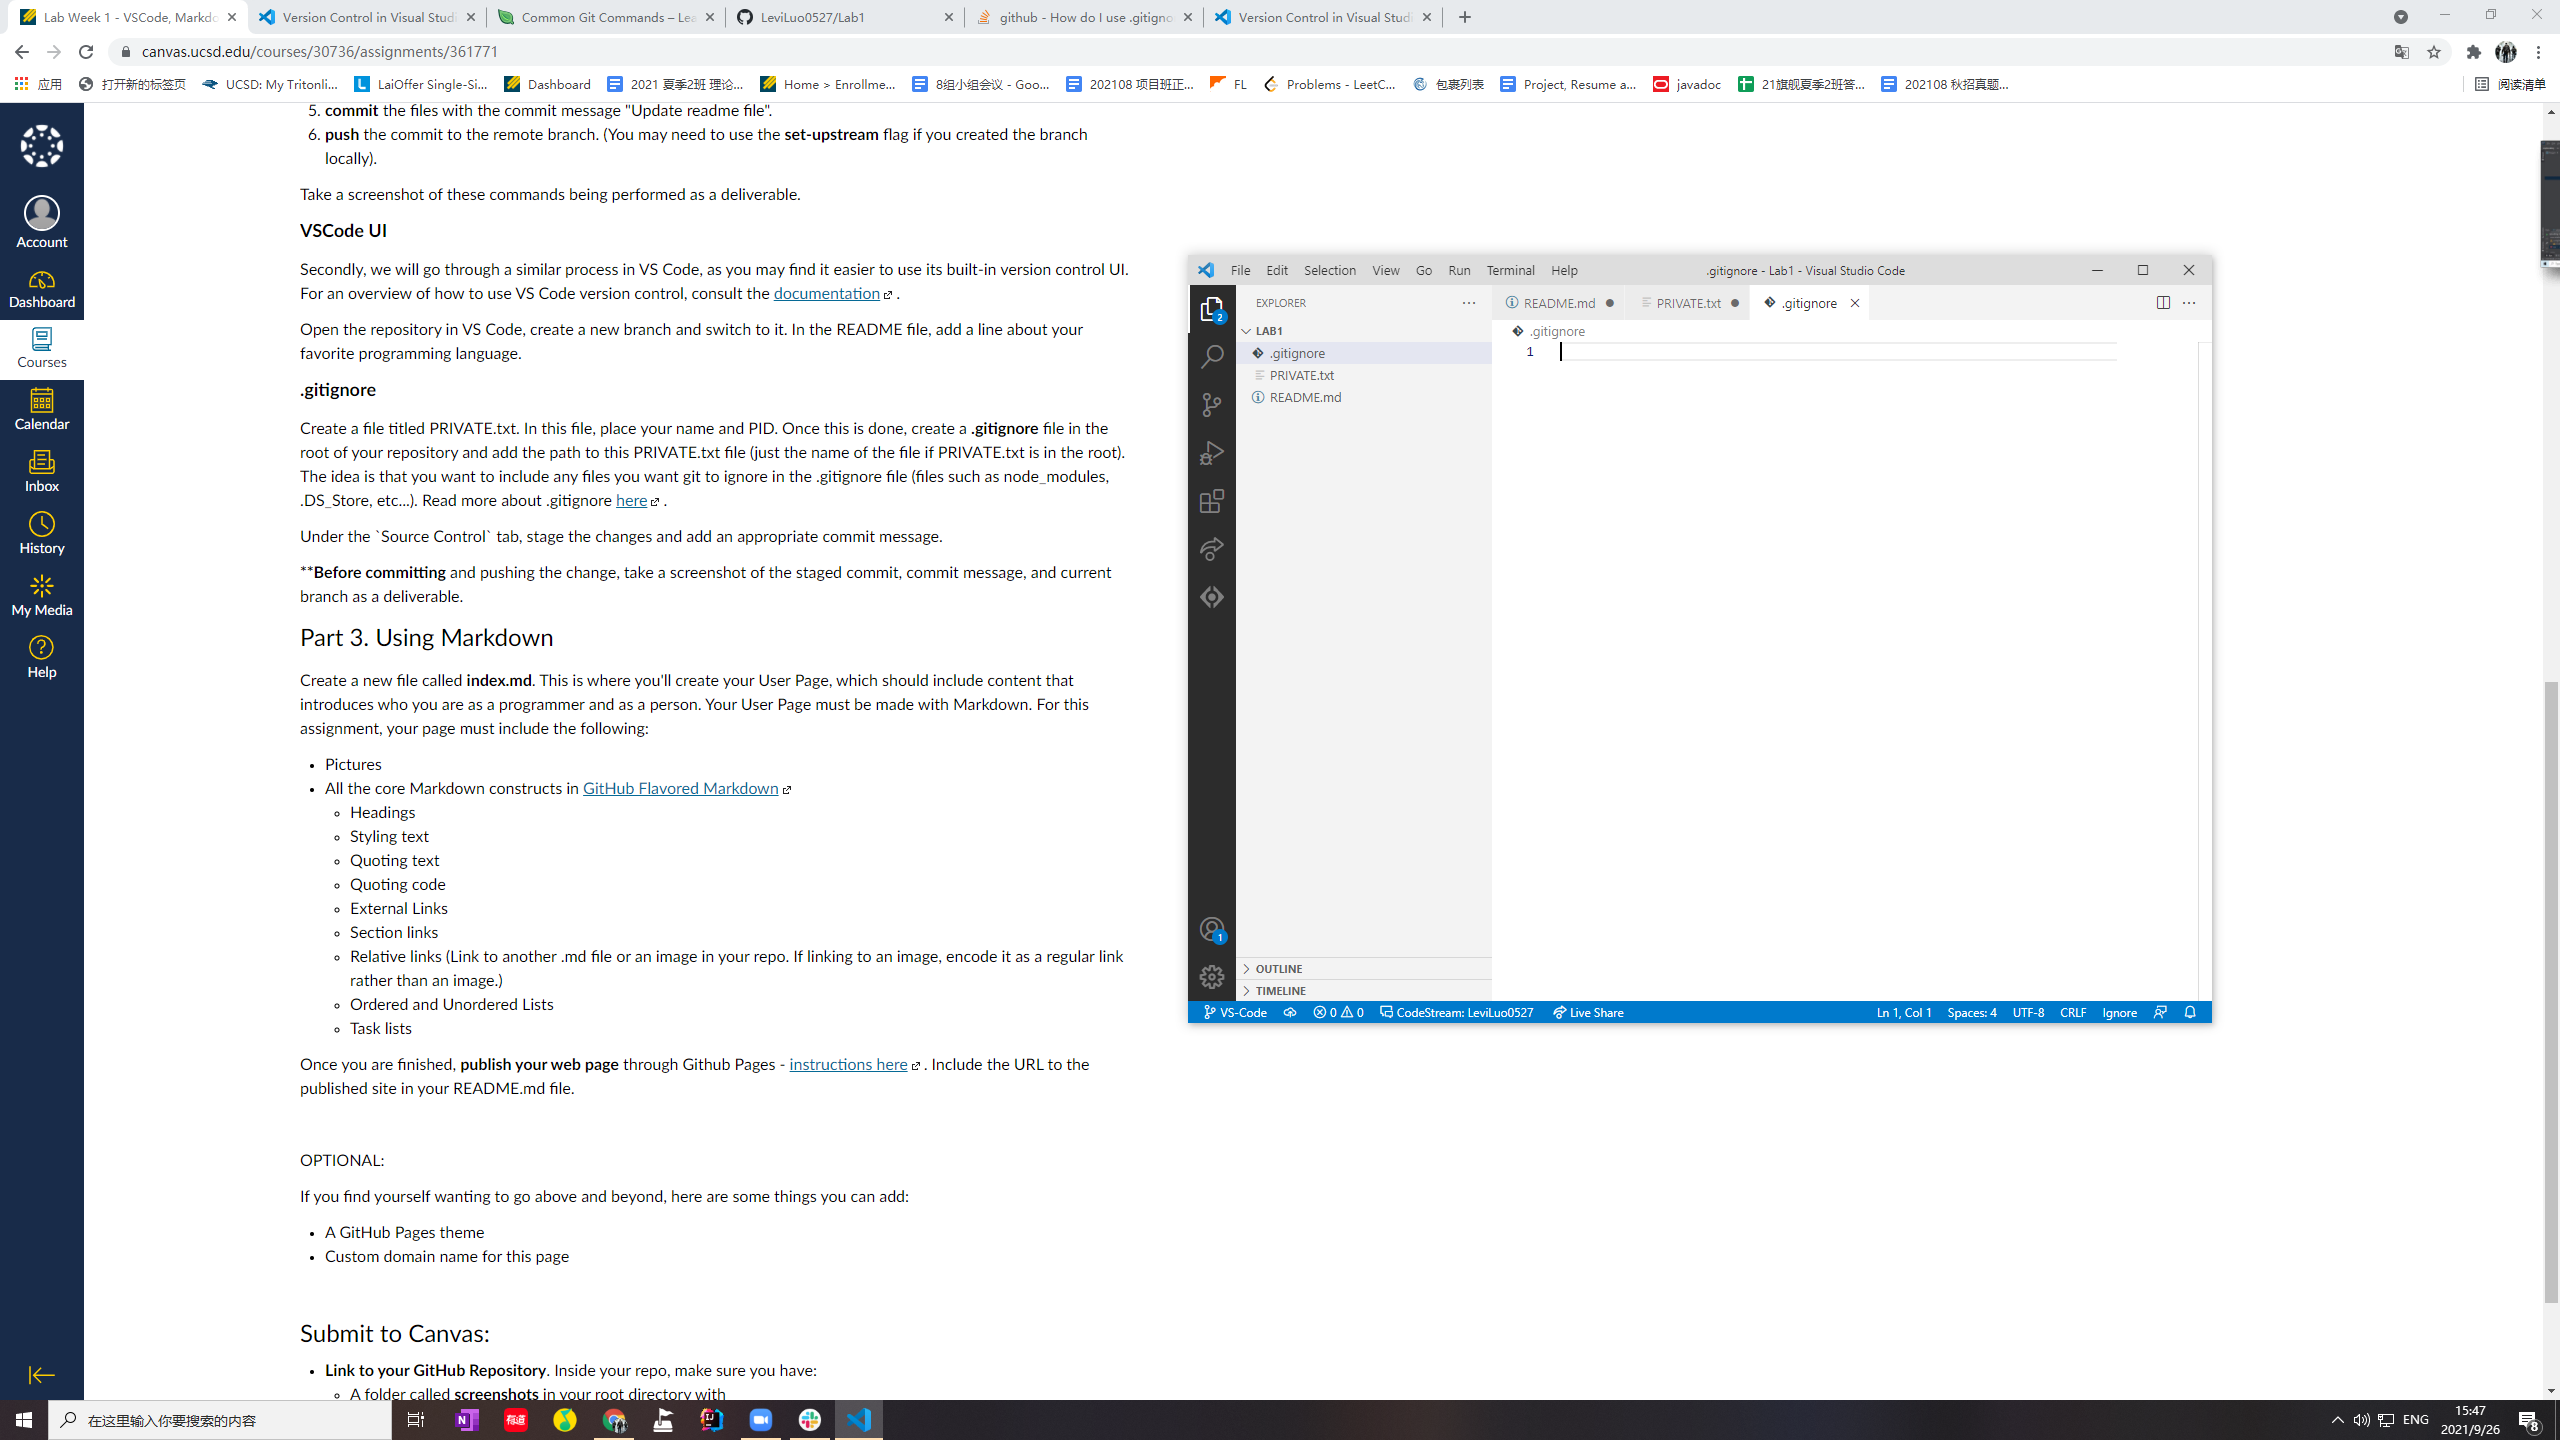 Lab Week 1 - VSCode, Markdo
Version Control in Visual Studi
Common Git Commands – Lea
LeviLuo0527/Lab1
github - How do I use .gitigno
Version Control in Visual Studi
canvas.ucsd.edu/courses/30736/assignments/361771
应用
打开新的标签页
UCSD: My Tritonli...
LaiOffer Single-Si...
Dashboard
2021 夏季2班 理论...
Home > Enrollme...
8组小组会议 - Goo...
202108 项目班正...
FL
Problems - LeetC...
包裹列表
Project, Resume a...
javadoc
21旗舰夏季2班答...
202108 秋招真题...
阅读清单
Account
Dashboard
Courses
Calendar
Inbox
History
My Media
Help
5. commit the files with the commit message "Update readme file".
6. push the commit to the remote branch. (You may need to use the set-upstream flag if you created the branch
locally).
Take a screenshot of these commands being performed as a deliverable.
VSCode UI
Secondly, we will go through a similar process in VS Code, as you may find it easier to use its built-in version control UI.
For an overview of how to use VS Code version control, consult the documentation .
Open the repository in VS Code, create a new branch and switch to it. In the README file, add a line about your
favorite programming language.
.gitignore
Create a file titled PRIVATE.txt. In this file, place your name and PID. Once this is done, create a .gitignore file in the
root of your repository and add the path to this PRIVATE.txt file (just the name of the file if PRIVATE.txt is in the root).
The idea is that you want to include any files you want git to ignore in the .gitignore file (files such as node_modules,
.DS_Store, etc...). Read more about .gitignore here .
Under the `Source Control` tab, stage the changes and add an appropriate commit message.
**Before committing and pushing the change, take a screenshot of the staged commit, commit message, and current
branch as a deliverable.
Part 3. Using Markdown
Create a new file called index.md. This is where you'll create your User Page, which should include content that
introduces who you are as a programmer and as a person. Your User Page must be made with Markdown. For this
assignment, your page must include the following:
• Pictures
• All the core Markdown constructs in GitHub Flavored Markdown
◦ Headings
◦ Styling text
◦ Quoting text
◦ Quoting code
◦ External Links
◦ Section links
◦ Relative links (Link to another .md file or an image in your repo. If linking to an image, encode it as a regular link
rather than an image.)
◦ Ordered and Unordered Lists
◦ Task lists
Once you are finished, publish your web page through Github Pages - instructions here . Include the URL to the
published site in your README.md file.
OPTIONAL:
If you find yourself wanting to go above and beyond, here are some things you can add:
• A GitHub Pages theme
• Custom domain name for this page
Submit to Canvas:
• Link to your GitHub Repository. Inside your repo, make sure you have:
◦ A folder called screenshots in your root directory with
File Edit Selection View Go Run Terminal Help
.gitignore - Lab1 - Visual Studio Code
EXPLORER
README.md
PRIVATE.txt
.gitignore
2
LAB1
.gitignore
.gitignore
1
PRIVATE.txt
README.md
1
OUTLINE
TIMELINE
VS-Code
0 0
CodeStream: LeviLuo0527
Live Share
Ln 1, Col 1
Spaces: 4
UTF-8
CRLF
Ignore
在这里输入你要搜索的内容
ENG
15:47
2021/9/26
8